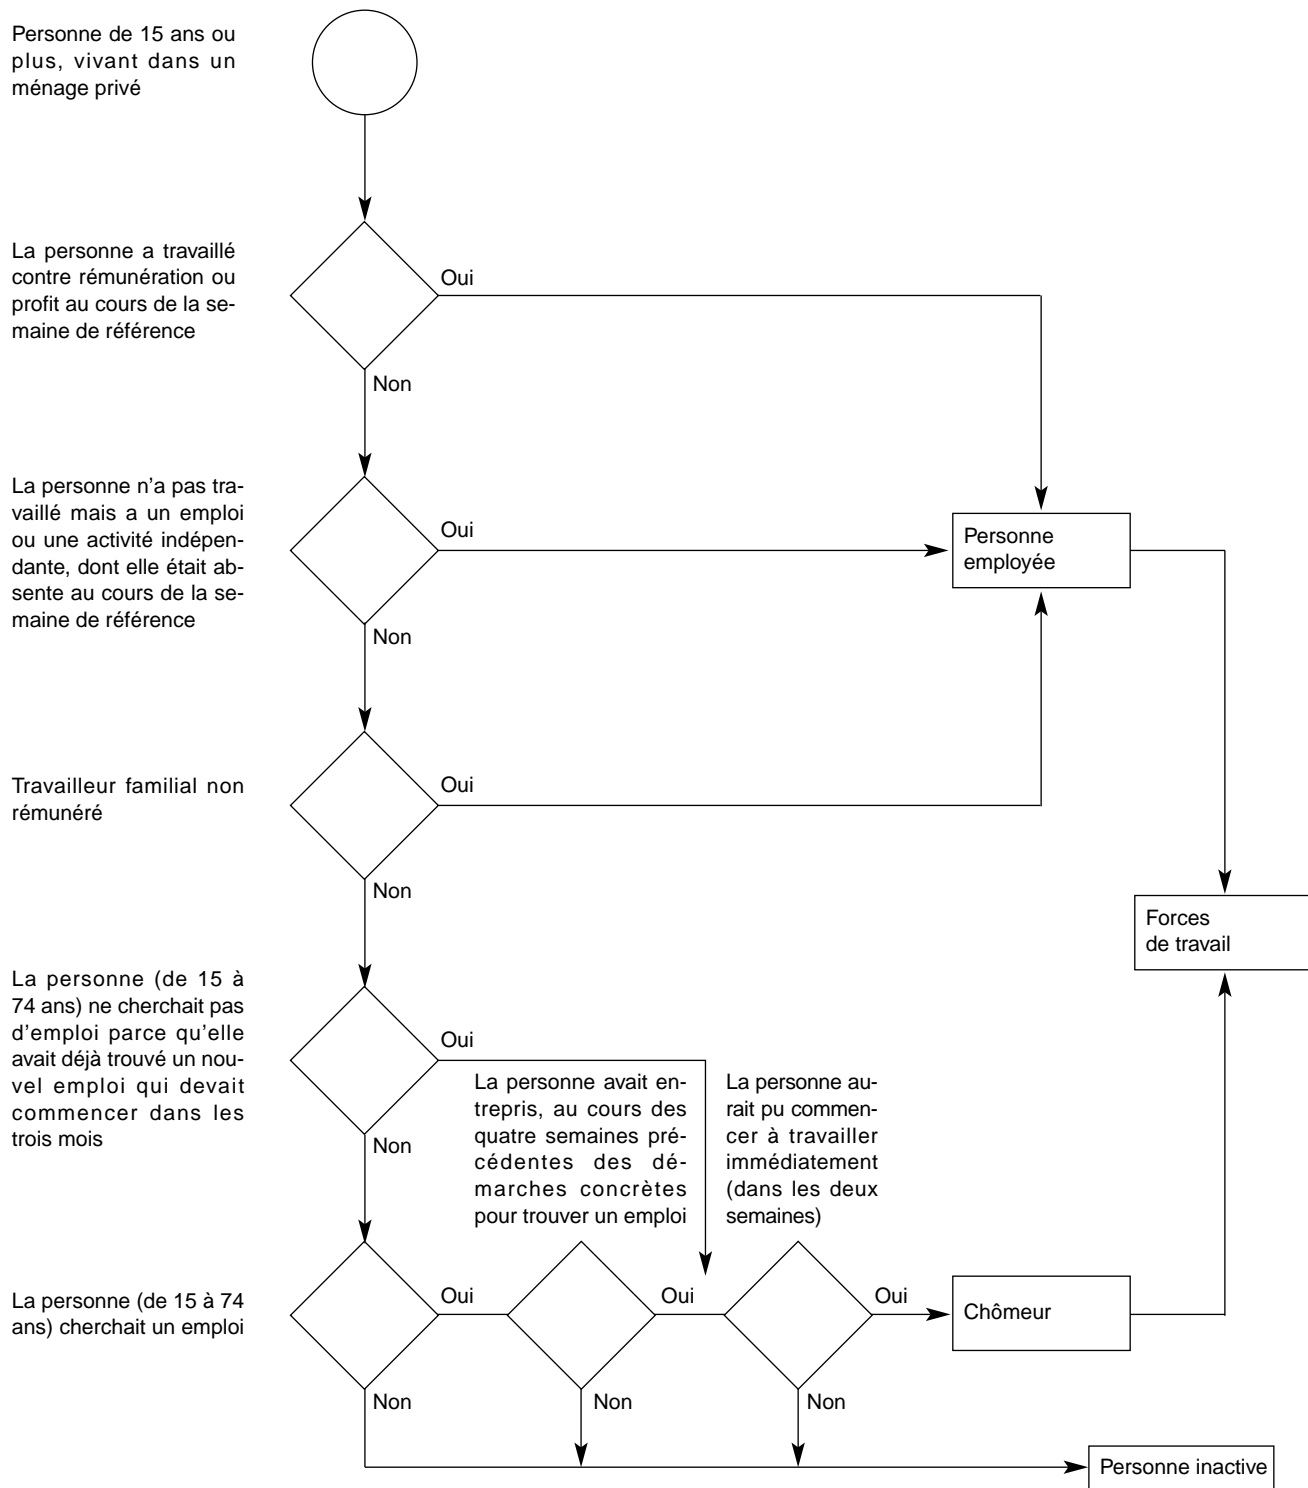 Personne de 15 ans ou
plus, vivant dans un
ménage privé
La personne a travaillé
contre rémunération ou
profit au cours de la se-
maine de référence
Oui
Non
La personne n'a pas tra-
vaillé mais a un emploi
ou une activité indépen-
dante, dont elle était ab-
sente au cours de la se-
maine de référence
Oui
Non
Personne
employée
Travailleur familial non
rémunéré
Oui
Non
Forces
de travail
La personne (de 15 à
74 ans) ne cherchait pas
d'emploi parce qu'elle
avait déjà trouvé un nou-
vel emploi qui devait
commencer dans les
trois mois
Oui
Non
La personne avait en-
trepris, au cours des
quatre semaines pré-
cédentes des dé-
marches concrètes
pour trouver un emploi
La personne au-
rait pu commen-
cer à travailler
immédiatement
(dans les deux
semaines)
La personne (de 15 à 74
ans) cherchait un emploi
Oui
Oui
Oui
Chômeur
Non
Non
Non
Personne inactive